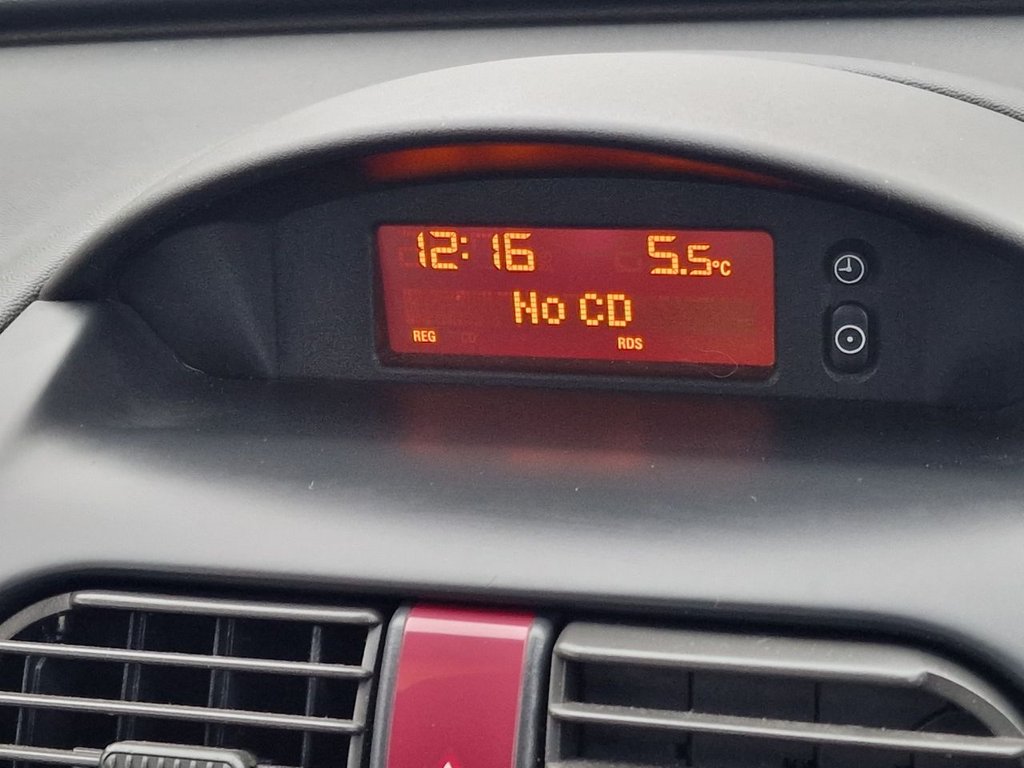 12:16 5.5°C
No CD
REG RDS